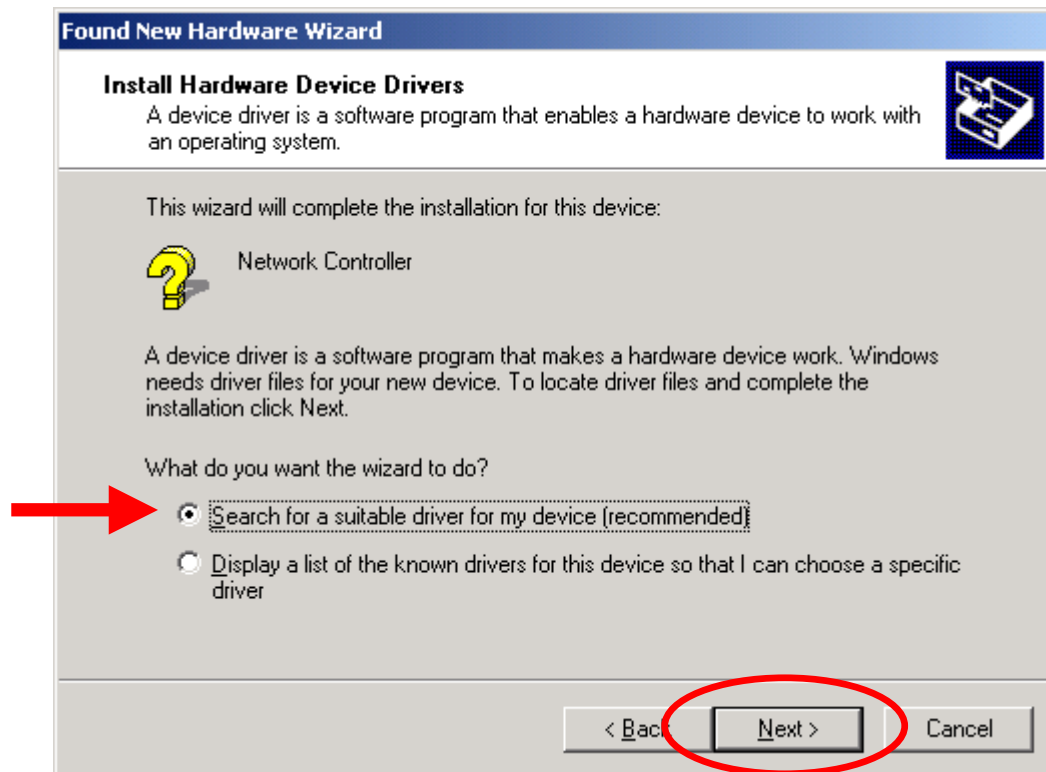 Found New Hardware Wizard
Install Hardware Device Drivers
A device driver is a software program that enables a hardware device to work with
an operating system.
This wizard will complete the installation for this device:
Network Controller
A device driver is a software program that makes a hardware device work. Windows
needs driver files for your new device. To locate driver files and complete the
installation click Next.
What do you want the wizard to do?
Search for a suitable driver for my device (recommended)
Display a list of the known drivers for this device so that I can choose a specific
driver
< Back
Next >
Cancel